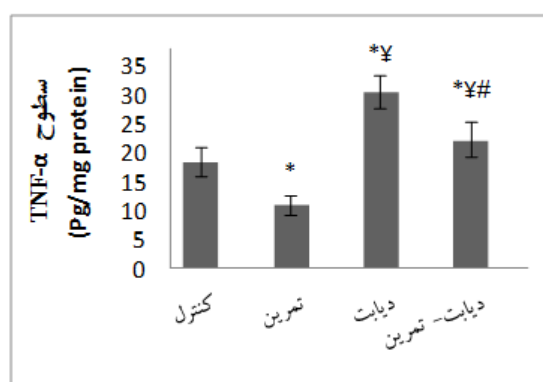 سطوح TNF-α
(Pg/mg protein)
35
30
25
20
15
10
5
0
*
*¥
*¥#
کنترل
تمرین
دیابت
دیابت- تمرین